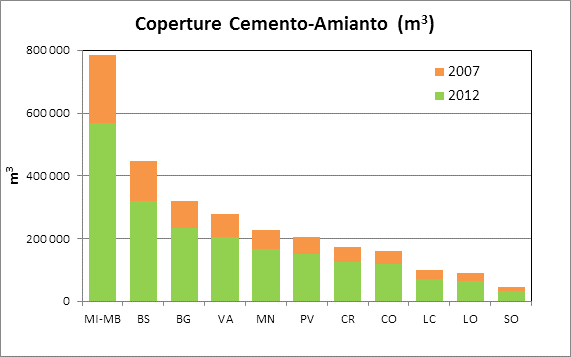 Coperture Cemento-Amianto (m³)
800 000
600 000
400 000
200 000
0
m³
2007
2012
MI-MB BS BG VA MN PV CR CO LC LO SO